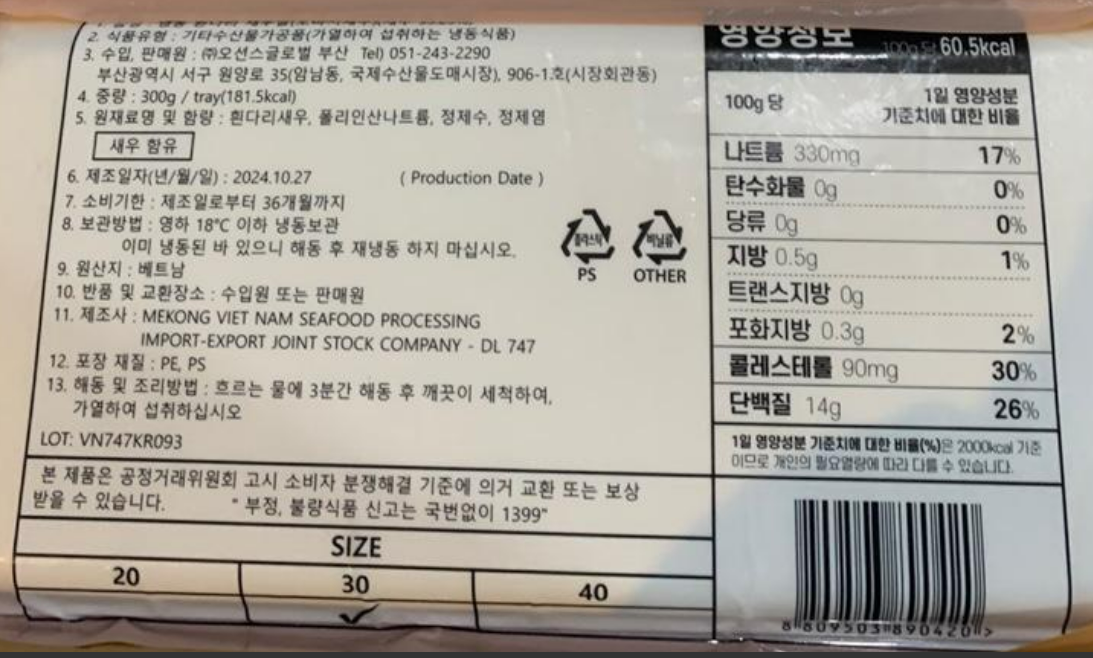 2. 식품유형 : 기타수산물가공품(가열하여 섭취하는 냉동식품)
3. 수입, 판매원 : ㈜오션스글로벌 부산 Tel) 051-243-2290
부산광역시 서구 원양로 35(암남동, 국제수산물도매시장), 906-1호(시장회관동)
4. 중량 : 300g / tray(181.5kcal)
5. 원재료명 및 함량 : 흰다리새우, 폴리인산나트륨, 정제수, 정제염
새우 함유
6. 제조일자(년/월/일) : 2024.10.27 ( Production Date )
7. 소비기한 : 제조일로부터 36개월까지
8. 보관방법 : 영하 18℃ 이하 냉동보관
이미 냉동된 바 있으니 해동 후 재냉동 하지 마십시오.
9. 원산지 : 베트남
10. 반품 및 교환장소 : 수입원 또는 판매원
11. 제조사 : MEKONG VIET NAM SEAFOOD PROCESSING
IMPORT-EXPORT JOINT STOCK COMPANY - DL 747
12. 포장 재질 : PE, PS
13. 해동 및 조리방법 : 흐르는 물에 3분간 해동 후 깨끗이 세척하여,
가열하여 섭취하십시오
LOT: VN747KR093
플라스틱 비닐류
PS OTHER
본 제품은 공정거래위원회 고시 소비자 분쟁해결 기준에 의거 교환 또는 보상
받을 수 있습니다. " 부정, 불량식품 신고는 국번없이 1399"
SIZE
20 30 40
영양정보 100g 당 60.5kcal
100g 당 1일 영양성분
기준치에 대한 비율
나트륨 330mg 17%
탄수화물 0g 0%
당류 0g 0%
지방 0.5g 1%
트랜스지방 0g
포화지방 0.3g 2%
콜레스테롤 90mg 30%
단백질 14g 26%
1일 영양성분 기준치에 대한 비율(%)은 2000kcal 기준
이므로 개인의 필요열량에 따라 다를 수 있습니다.
8 809503 890420 >